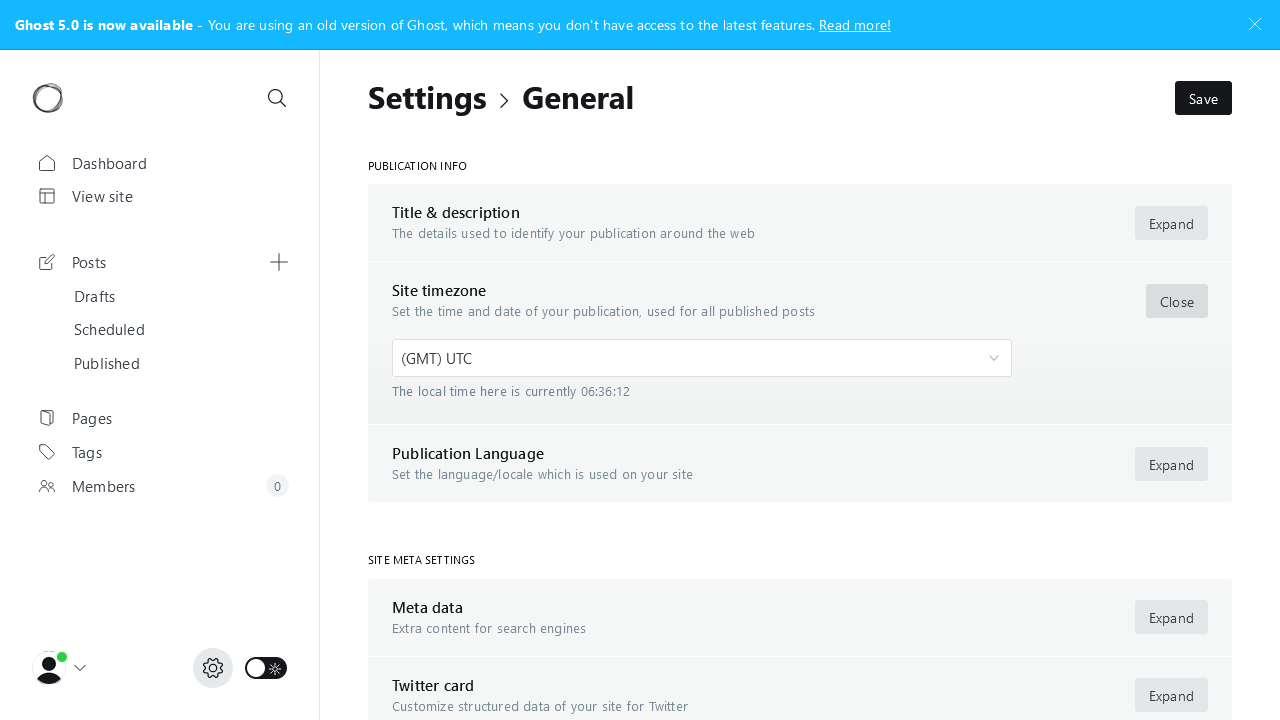 Ghost 5.0 is now available - You are using an old version of Ghost, which means you don't have access to the latest features. Read more!
Settings > General
Save
Dashboard
View site
Posts
Drafts
Scheduled
Published
Pages
Tags
Members
0
PUBLICATION INFO
Title & description
The details used to identify your publication around the web
Expand
Site timezone
Set the time and date of your publication, used for all published posts
Close
(GMT) UTC
The local time here is currently 06:36:12
Publication Language
Set the language/locale which is used on your site
Expand
SITE META SETTINGS
Meta data
Extra content for search engines
Expand
Twitter card
Customize structured data of your site for Twitter
Expand